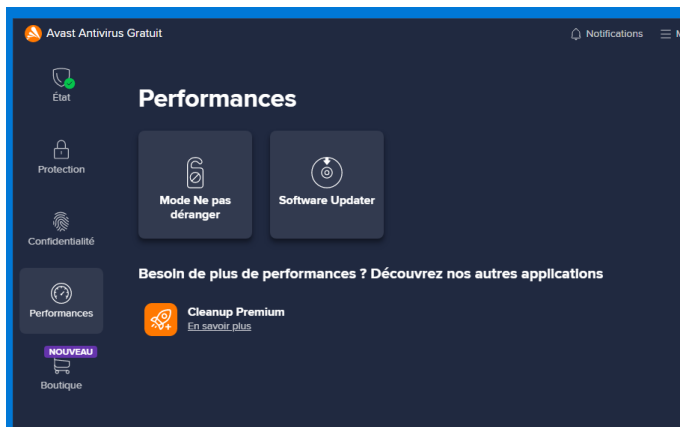 Avast Antivirus Gratuit
Notifications
État
Performances
Protection
Mode Ne pas
déranger
Software Updater
Confidentialité
Besoin de plus de performances ? Découvrez nos autres applications
Performances
Cleanup Premium
En savoir plus
NOUVEAU
Boutique